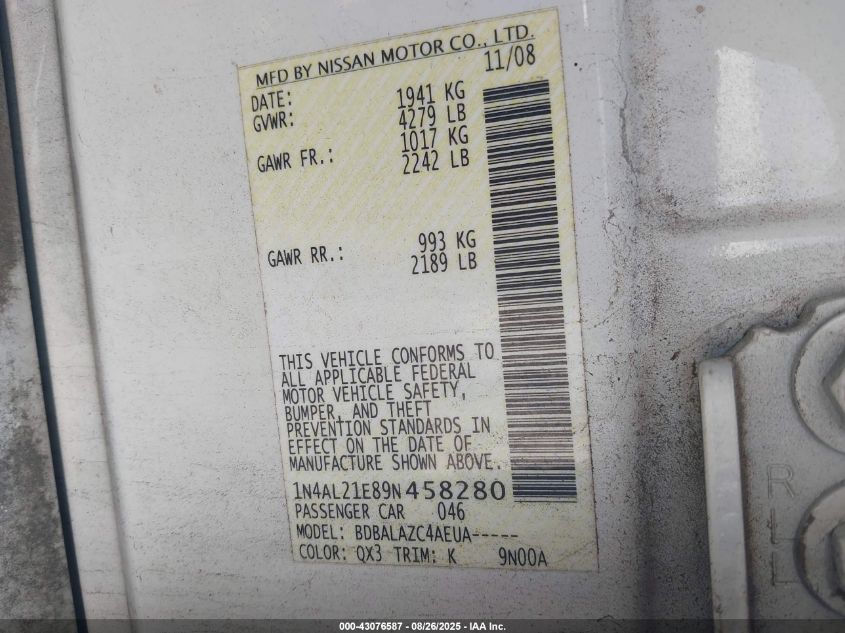 MFD BY NISSAN MOTOR CO., LTD.
DATE: 11/08
GVWR: 1941 KG
4279 LB
GAWR FR.: 1017 KG
2242 LB
GAWR RR.: 993 KG
2189 LB
THIS VEHICLE CONFORMS TO
ALL APPLICABLE FEDERAL
MOTOR VEHICLE SAFETY,
BUMPER, AND THEFT
PREVENTION STANDARDS IN
EFFECT ON THE DATE OF
MANUFACTURE SHOWN ABOVE.
1N4AL21E89N458280
PASSENGER CAR 046
MODEL: BDBALAZC4AEUA-----
COLOR: QX3 TRIM: K 9N00A
RLL
000-43076587 - 08/26/2025 - IAA Inc.